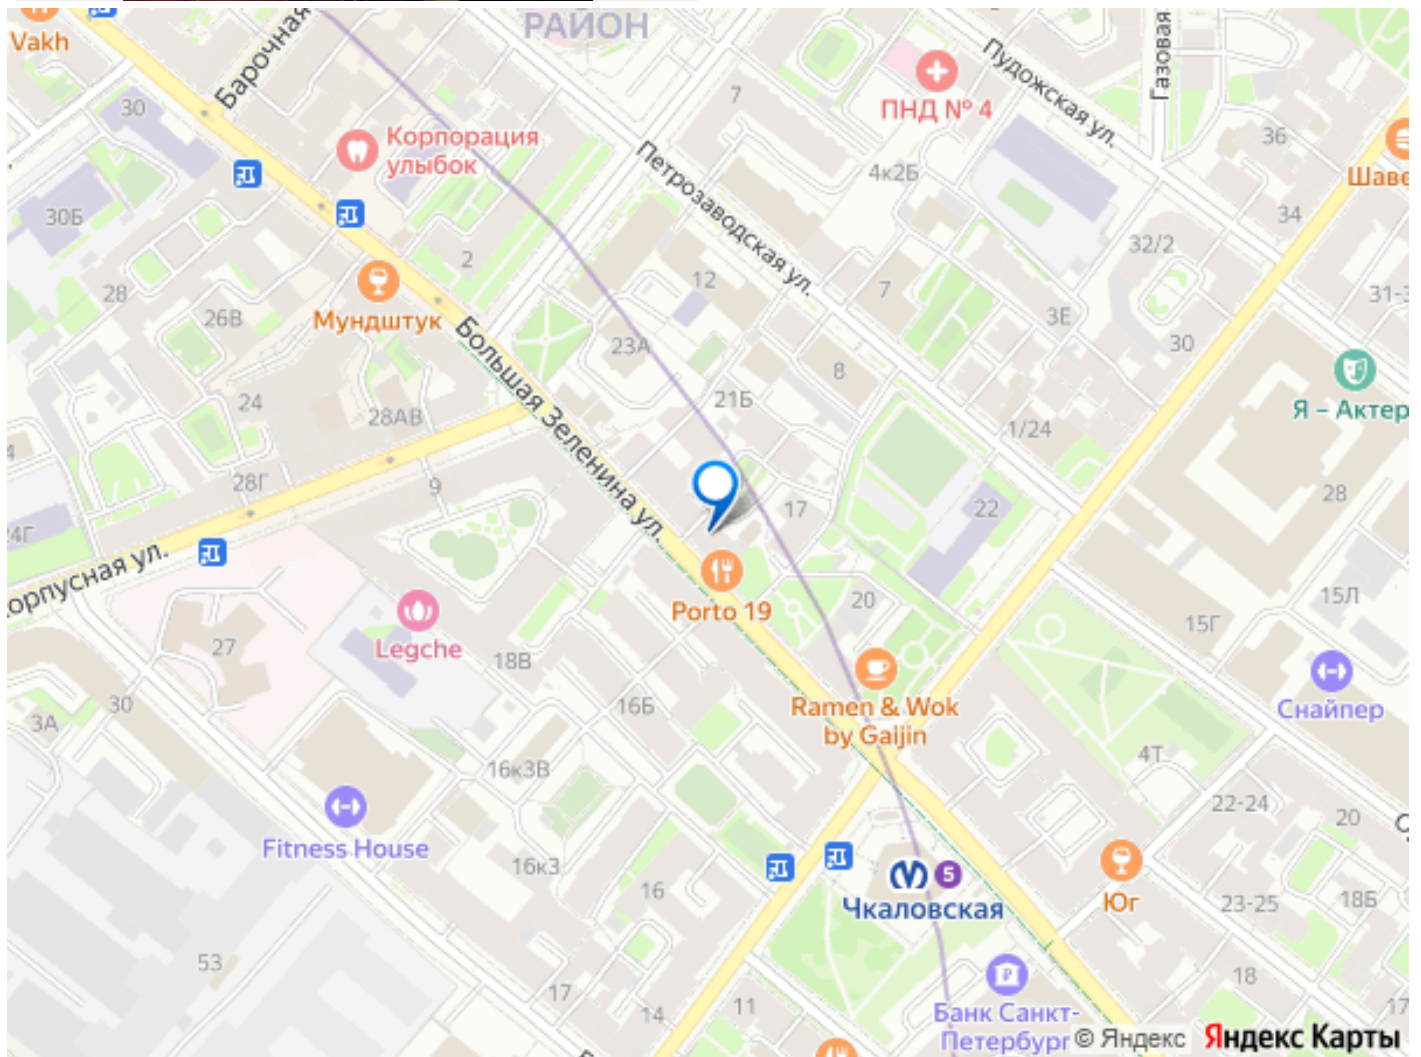 РАЙОН
Vakh
Барочная
Пудожская ул.
Газовая
30
7
ПНД № 4
36
Корпорация
улыбок
Петрозаводская ул.
4к2Б
34
30Б
32/2
2
12
7
28
26В
Мундштук
Большая Зеленина ул.
23А
3Е
30
8
24
28АВ
21Б
1/24
Я – Актер
28Г
9
17
22
28
Корпусная ул.
Porto 19
20
15Л
15Г
Legche
18В
27
30
3А
16Б
Ramen & Wok
by Gaijin
Снайпер
4Т
16к3В
22-24
20
Fitness House
16к3
16
5
Чкаловская
Юг
23-25
18Б
53
17
14
11
Банк Санкт-
Петербург
18
17
© Яндекс Яндекс Карты